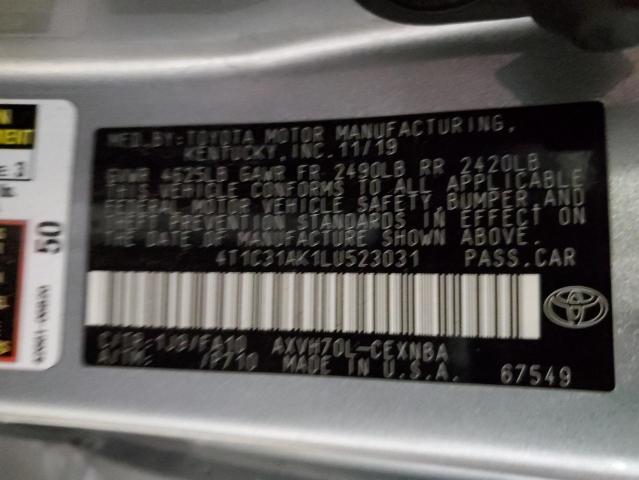 MFD.BY:TOYOTA MOTOR MANUFACTURING,
KENTUCKY,INC.11/19
GVWR 4625LB GAWR FR 2490LB RR 2420LB
THIS VEHICLE CONFORMS TO ALL APPLICABLE
FEDERAL MOTOR VEHICLE SAFETY,BUMPER,AND
THEFT PREVENTION STANDARDS IN EFFECT ON
THE DATE OF MANUFACTURE SHOWN ABOVE.
4T1C31AK1LU523031 PASS.CAR
C/TR:1J9/FA10 AXVH70L-CEXNBA
A/TM: /P710 MADE IN U.S.A.
67549
TOYOTA
50
3